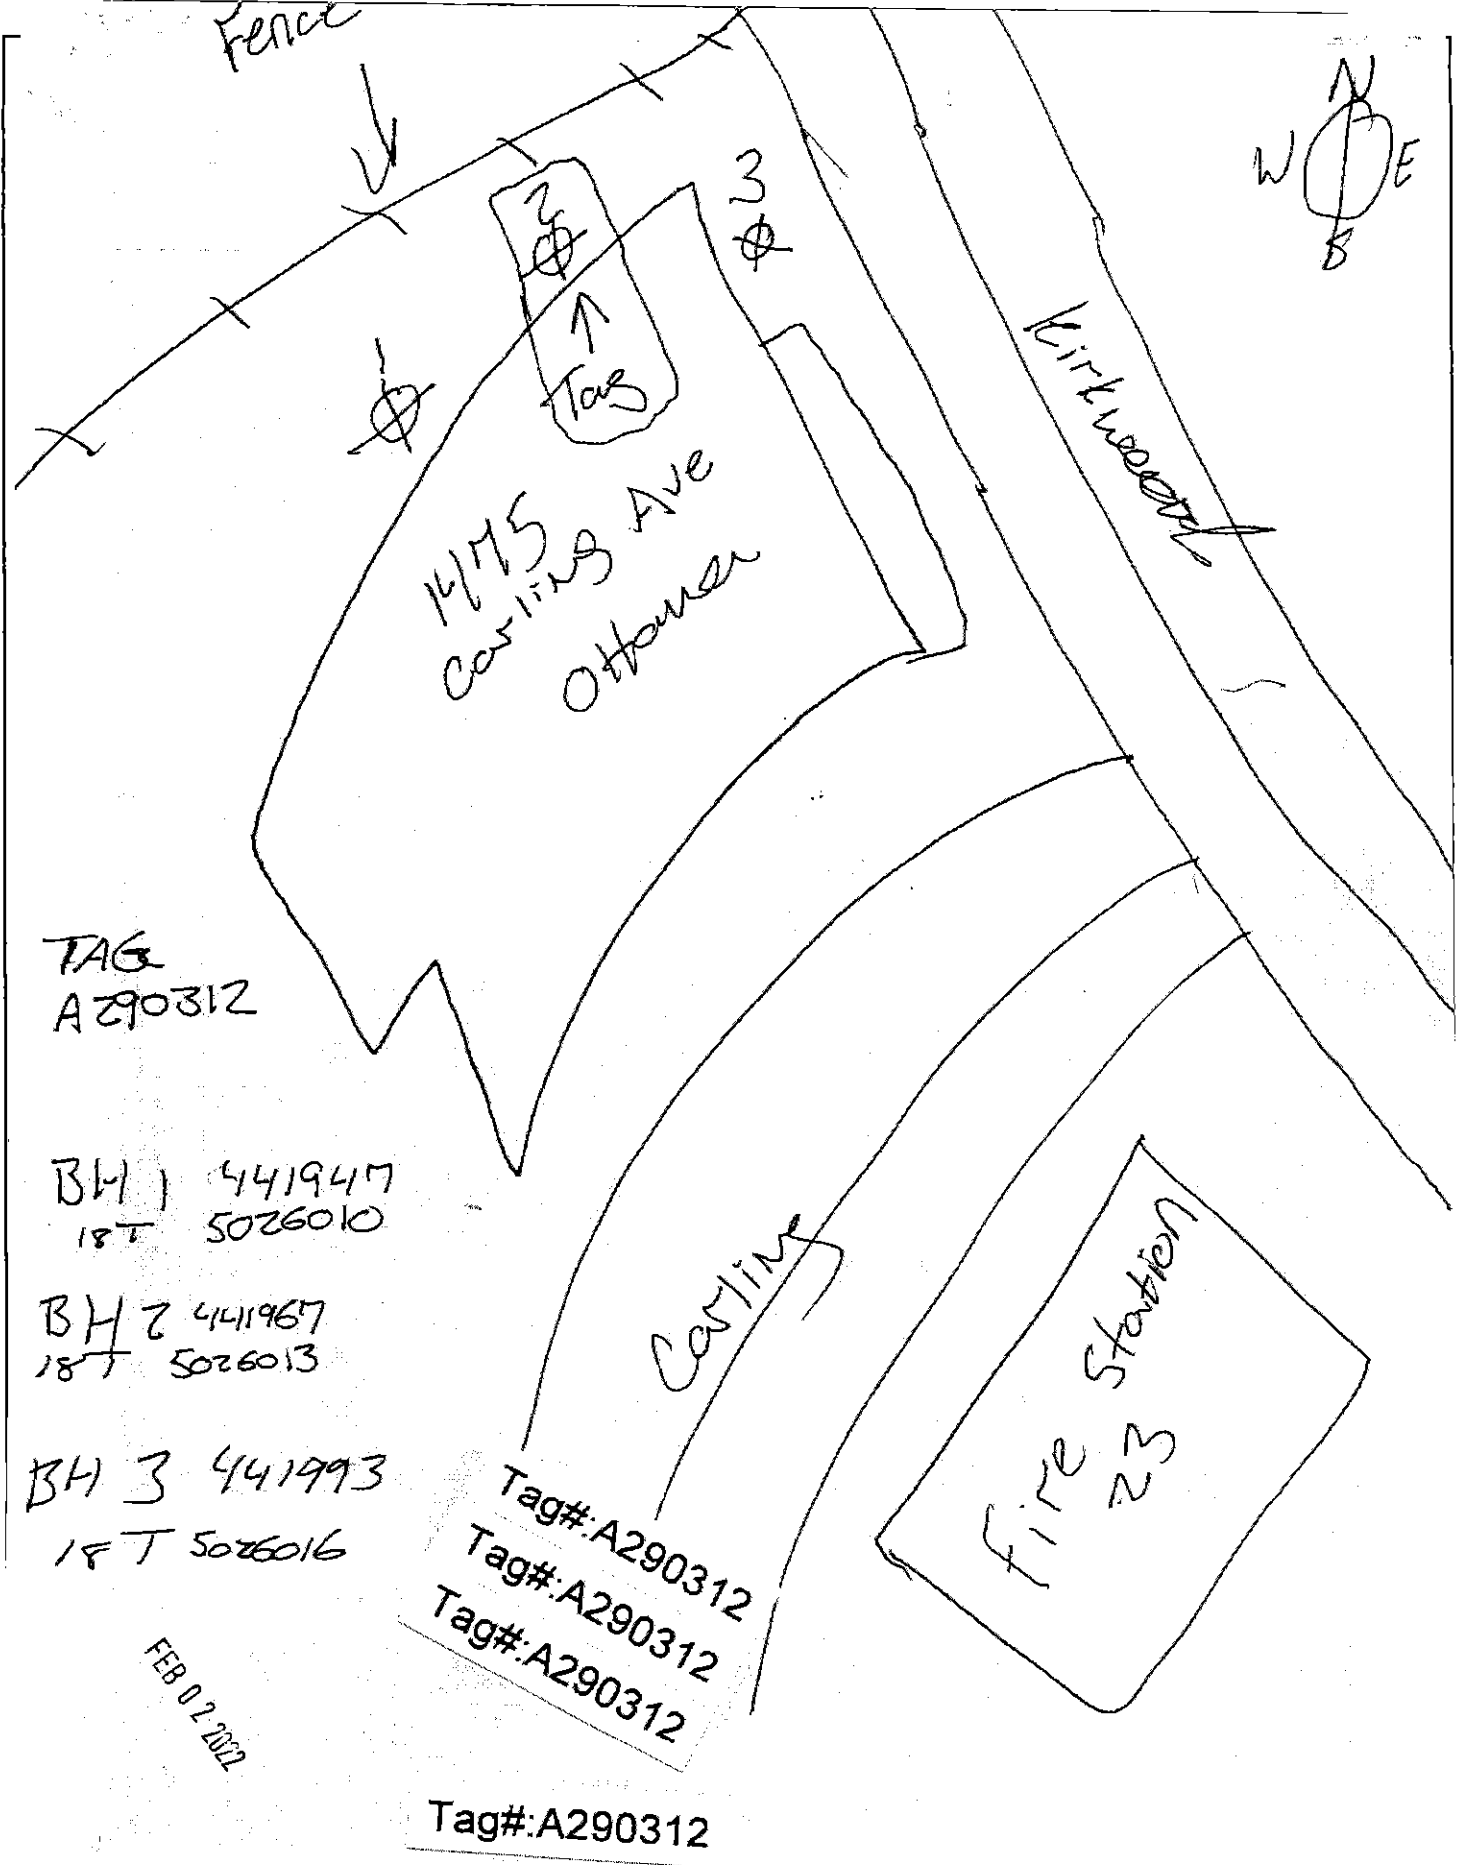 Fence
N
W E
S
2
3
1
↑
Tag
Kirkwood
1475
Carling Ave
Ottawa
TAG
A290312
BH 1 441947
18T 5026010
BH 2 441967
18T 5026013
BH 3 441993
18T 5026016
Carling
Fire Station
23
Tag#:A290312
Tag#:A290312
Tag#:A290312
FEB 02 2022
Tag#:A290312